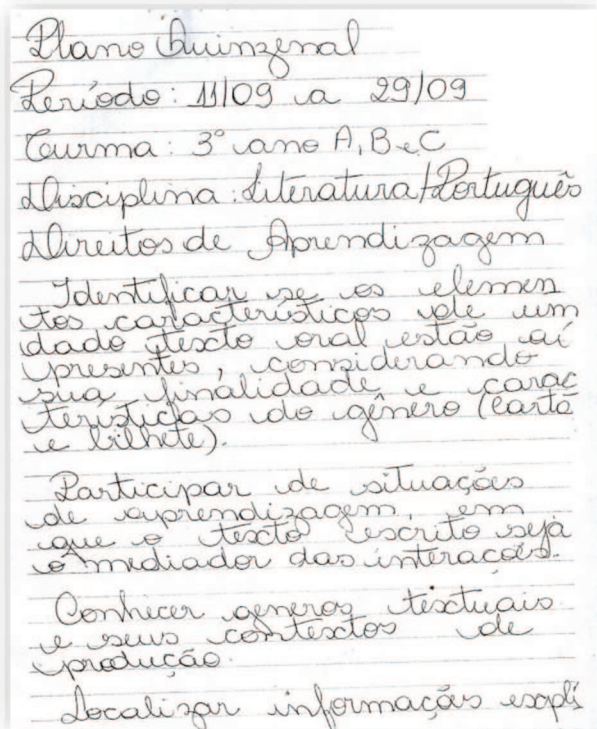 Plano Quinzenal
Período: 11/09 a 29/09
Turma: 3º ano A, B e C
Disciplina: Literatura/Português
Direitos de Aprendizagem
Identificar se os elemen
tos característicos de um
dado texto oral estão aí
presentes, considerando
sua finalidade e carac
terísticas do gênero (carta
e bilhete).
Participar de situações
de aprendizagem, em
que o texto escrito seja
o mediador das interações.
Conhecer gêneros textuais
e seus contextos de
produção.
Localizar informações explí